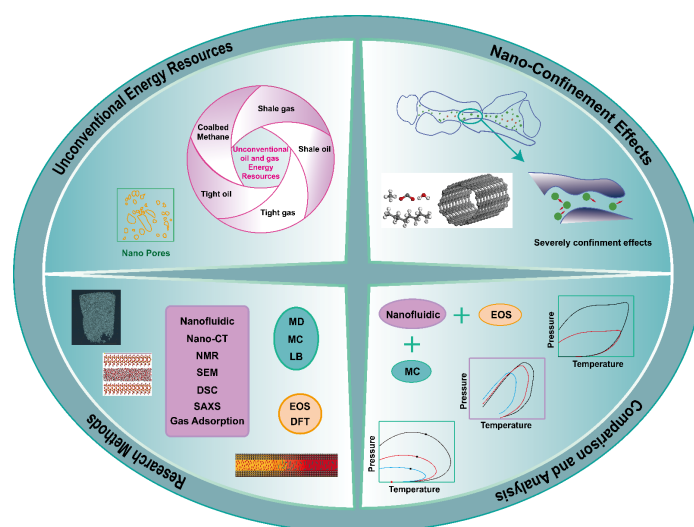 Unconventional Energy Resources
Shale gas
Coalbed
Methane
Shale oil
Unconventional
oil and gas
Energy
Resources
Tight oil
Tight gas
Nano Pores
Nano-Confinement Effects
Severely confinment effects
Research Methods
Nanofluidic
Nano-CT
NMR
SEM
DSC
SAXS
Gas Adsorption
MD
MC
LB
EOS
DFT
Comparison and Analysis
Nanofluidic
+
EOS
+
MC
Pressure
Temperature
Pressure
Temperature
Pressure
Temperature